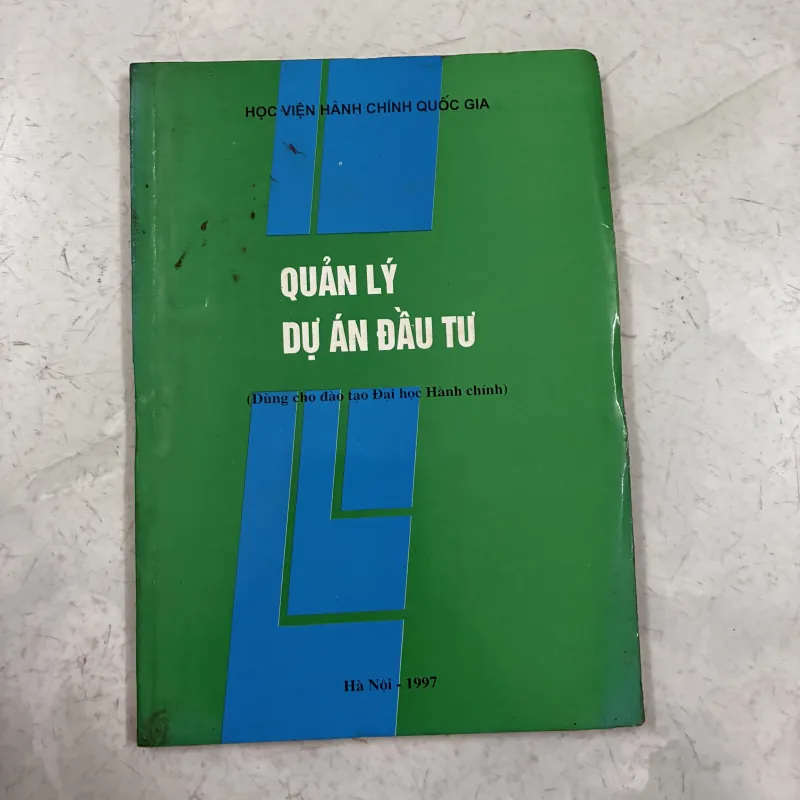 HỌC VIỆN HÀNH CHÍNH QUỐC GIA
QUẢN LÝ
DỰ ÁN ĐẦU TƯ
(Dùng cho đào tạo Đại học Hành chính)
Hà Nội - 1997